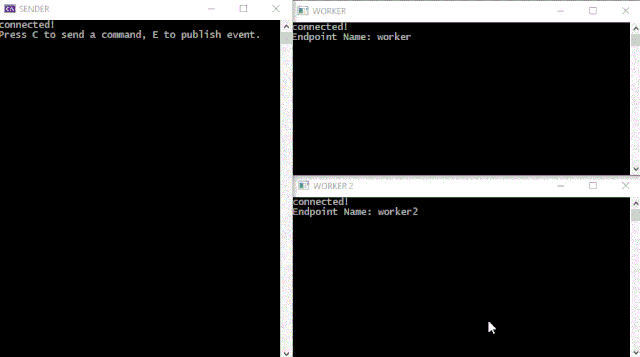 SENDER
connected!
Press C to send a command, E to publish event.
WORKER
connected!
Endpoint Name: worker
WORKER 2
connected!
Endpoint Name: worker2